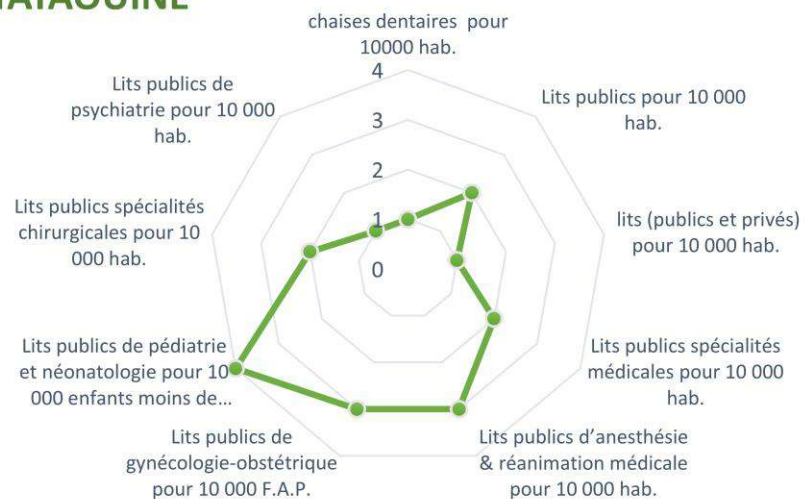 TATAOUINE
chaises dentaires pour
10000 hab.
Lits publics pour 10 000
hab.
lits (publics et privés)
pour 10 000 hab.
Lits publics spécialités
médicales pour 10 000
hab.
Lits publics d’anesthésie
& réanimation médicale
pour 10 000 hab.
Lits publics de
gynécologie-obstétrique
pour 10 000 F.A.P.
Lits publics de pédiatrie
et néonatologie pour 10
000 enfants moins de...
Lits publics spécialités
chirurgicales pour 10
000 hab.
Lits publics de
psychiatrie pour 10 000
hab.
4
3
2
1
0